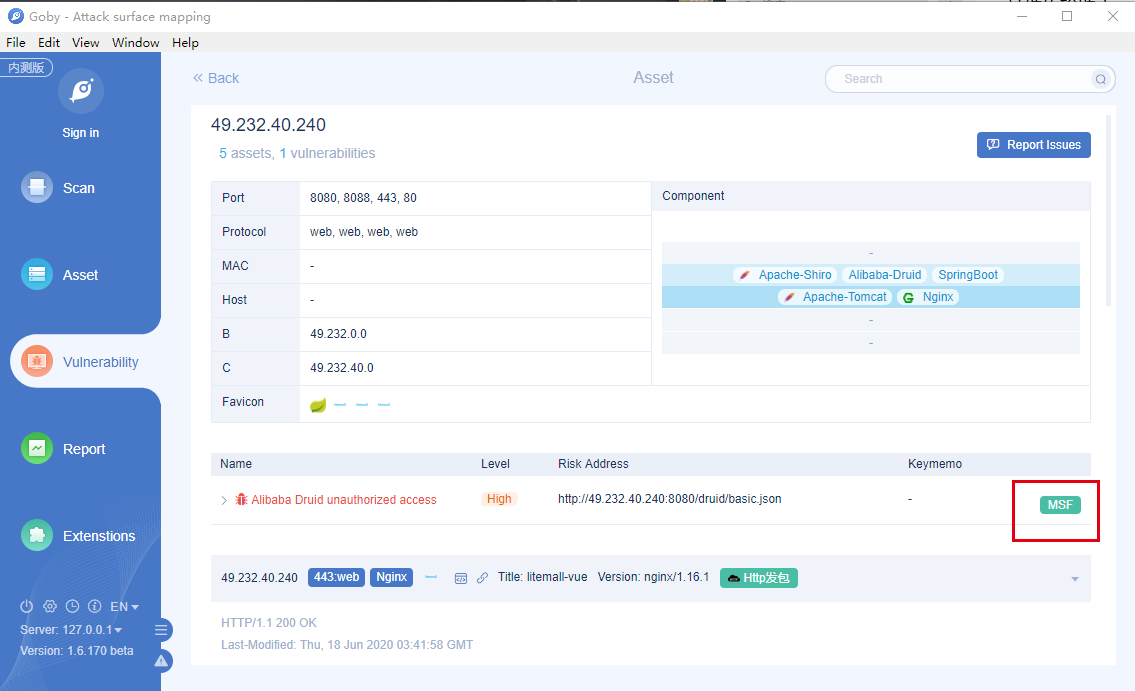 Goby - Attack surface mapping
File Edit View Window Help
内测版
Sign in
Scan
Asset
Vulnerability
Report
Extenstions
EN
Server: 127.0.0.1
Version: 1.6.170 beta
« Back
Asset
Search
49.232.40.240
5 assets, 1 vulnerabilities
Report Issues
Port 8080, 8088, 443, 80
Protocol web, web, web, web
MAC -
Host -
B 49.232.0.0
C 49.232.40.0
Favicon
Component
-
Apache-Shiro Alibaba-Druid SpringBoot
Apache-Tomcat Nginx
-
-
Name Level Risk Address Keymemo
Alibaba Druid unauthorized access High http://49.232.40.240:8080/druid/basic.json - MSF
49.232.40.240 443:web Nginx Title: litemall-vue Version: nginx/1.16.1 Http发包
HTTP/1.1 200 OK
Last-Modified: Thu, 18 Jun 2020 03:41:58 GMT